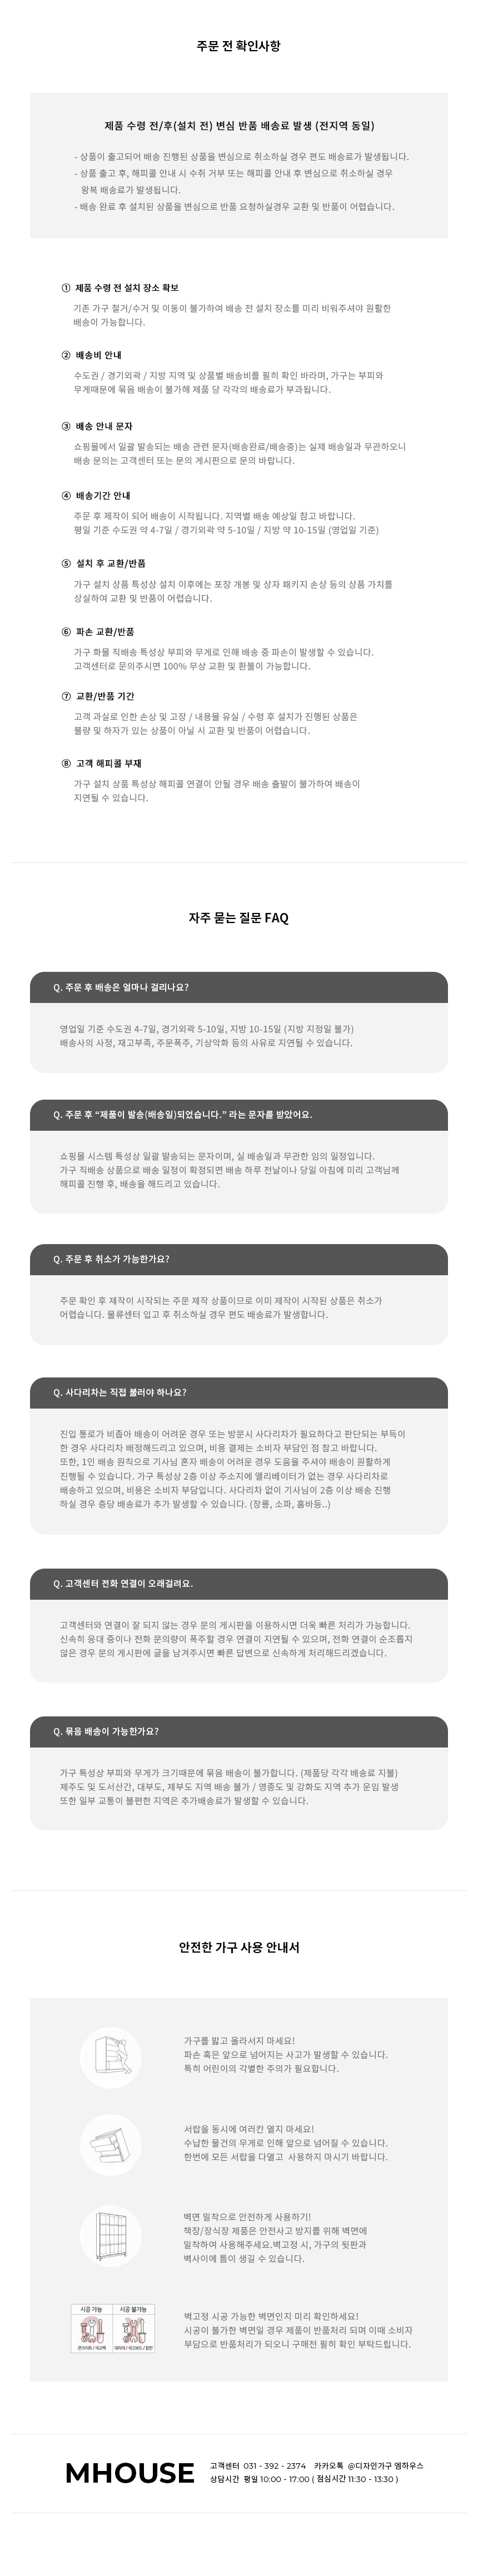 주문 전 확인사항
제품 수령 전/후(설치 전) 변심 반품 배송료 발생 (전지역 동일)
- 상품이 출고되어 배송 진행된 상품을 변심으로 취소하실 경우 편도 배송료가 발생됩니다.
- 상품 출고 후, 해피콜 안내 시 수취 거부 또는 해피콜 안내 후 변심으로 취소하실 경우
왕복 배송료가 발생됩니다.
- 배송 완료 후 설치된 상품을 변심으로 반품 요청하실경우 교환 및 반품이 어렵습니다.
① 제품 수령 전 설치 장소 확보
기존 가구 철거/수거 및 이동이 불가하여 배송 전 설치 장소를 미리 비워주셔야 원활한
배송이 가능합니다.
② 배송비 안내
수도권 / 경기외곽 / 지방 지역 및 상품별 배송비를 필히 확인 바라며, 가구는 부피와
무게때문에 묶음 배송이 불가해 제품 당 각각의 배송료가 부과됩니다.
③ 배송 안내 문자
쇼핑몰에서 일괄 발송되는 배송 관련 문자(배송완료/배송중)는 실제 배송일과 무관하오니
배송 문의는 고객센터 또는 문의 게시판으로 문의 바랍니다.
④ 배송기간 안내
주문 후 제작이 되어 배송이 시작됩니다. 지역별 배송 예상일 참고 바랍니다.
평일 기준 수도권 약 4-7일 / 경기외곽 약 5-10일 / 지방 약 10-15일 (영업일 기준)
⑤ 설치 후 교환/반품
가구 설치 상품 특성상 설치 이후에는 포장 개봉 및 상자 패키지 손상 등의 상품 가치를
상실하여 교환 및 반품이 어렵습니다.
⑥ 파손 교환/반품
가구 화물 직배송 특성상 부피와 무게로 인해 배송 중 파손이 발생할 수 있습니다.
고객센터로 문의주시면 100% 무상 교환 및 환불이 가능합니다.
⑦ 교환/반품 기간
고객 과실로 인한 손상 및 고장 / 내용물 유실 / 수령 후 설치가 진행된 상품은
불량 및 하자가 있는 상품이 아닐 시 교환 및 반품이 어렵습니다.
⑧ 고객 해피콜 부재
가구 설치 상품 특성상 해피콜 연결이 안될 경우 배송 출발이 불가하여 배송이
지연될 수 있습니다.
자주 묻는 질문 FAQ
Q. 주문 후 배송은 얼마나 걸리나요?
영업일 기준 수도권 4-7일, 경기외곽 5-10일, 지방 10-15일 (지방 지정일 불가)
배송사의 사정, 재고부족, 주문폭주, 기상악화 등의 사유로 지연될 수 있습니다.
Q. 주문 후 “제품이 발송(배송일)되었습니다.” 라는 문자를 받았어요.
쇼핑몰 시스템 특성상 일괄 발송되는 문자이며, 실 배송일과 무관한 임의 일정입니다.
가구 직배송 상품으로 배송 일정이 확정되면 배송 하루 전날이나 당일 아침에 미리 고객님께
해피콜 진행 후, 배송을 해드리고 있습니다.
Q. 주문 후 취소가 가능한가요?
주문 확인 후 제작이 시작되는 주문 제작 상품이므로 이미 제작이 시작된 상품은 취소가
어렵습니다. 물류센터 입고 후 취소하실 경우 편도 배송료가 발생합니다.
Q. 사다리차는 직접 불러야 하나요?
진입 통로가 비좁아 배송이 어려운 경우 또는 방문시 사다리차가 필요하다고 판단되는 부득이
한 경우 사다리차 배정해드리고 있으며, 비용 결제는 소비자 부담인 점 참고 바랍니다.
또한, 1인 배송 원칙으로 기사님 혼자 배송이 어려운 경우 도움을 주셔야 배송이 원활하게
진행될 수 있습니다. 가구 특성상 2층 이상 주소지에 엘리베이터가 없는 경우 사다리차로
배송하고 있으며, 비용은 소비자 부담입니다. 사다리차 없이 기사님이 2층 이상 배송 진행
하실 경우 층당 배송료가 추가 발생할 수 있습니다. (장롱, 소파, 홈바등..)
Q. 고객센터 전화 연결이 오래걸려요.
고객센터와 연결이 잘 되지 않는 경우 문의 게시판을 이용하시면 더욱 빠른 처리가 가능합니다.
신속히 응대 중이나 전화 문의량이 폭주할 경우 연결이 지연될 수 있으며, 전화 연결이 순조롭지
않은 경우 문의 게시판에 글을 남겨주시면 빠른 답변으로 신속하게 처리해드리겠습니다.
Q. 묶음 배송이 가능한가요?
가구 특성상 부피와 무게가 크기때문에 묶음 배송이 불가합니다. (제품당 각각 배송료 지불)
제주도 및 도서산간, 대부도, 제부도 지역 배송 불가 / 영종도 및 강화도 지역 추가 운임 발생
또한 일부 교통이 불편한 지역은 추가배송료가 발생할 수 있습니다.
안전한 가구 사용 안내서
가구를 밟고 올라서지 마세요!
파손 혹은 앞으로 넘어지는 사고가 발생할 수 있습니다.
특히 어린이의 각별한 주의가 필요합니다.
서랍을 동시에 여러칸 열지 마세요!
수납한 물건의 무게로 인해 앞으로 넘어질 수 있습니다.
한번에 모든 서랍을 다열고 사용하지 마시기 바랍니다.
벽면 밀착으로 안전하게 사용하기!
책장/장식장 제품은 안전사고 방지를 위해 벽면에
밀착하여 사용해주세요.벽고정 시, 가구의 뒷판과
벽사이에 틈이 생길 수 있습니다.
시공 가능 시공 불가능
콘크리트 / 석고벽 대리석 / 석고보드 / 합판
벽고정 시공 가능한 벽면인지 미리 확인하세요!
시공이 불가한 벽면일 경우 제품이 반품처리 되며 이때 소비자
부담으로 반품처리가 되오니 구매전 필히 확인 부탁드립니다.
MHOUSE
고객센터 031 - 392 - 2374 카카오톡 @디자인가구 엠하우스
상담시간 평일 10:00 - 17:00 ( 점심시간 11:30 - 13:30 )